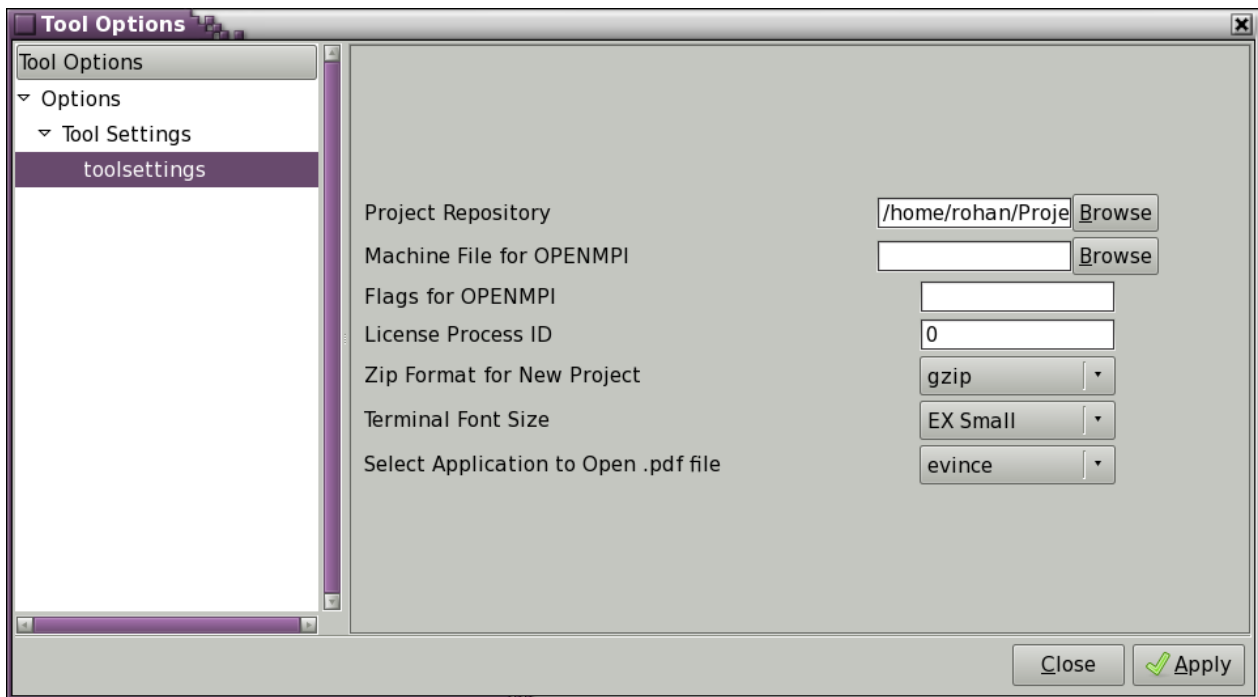 Tool Options
Tool Options
Options
Tool Settings
toolsettings
Project Repository /home/rohan/Proje Browse
Machine File for OPENMPI Browse
Flags for OPENMPI
License Process ID 0
Zip Format for New Project gzip
Terminal Font Size EX Small
Select Application to Open .pdf file evince
Close Apply